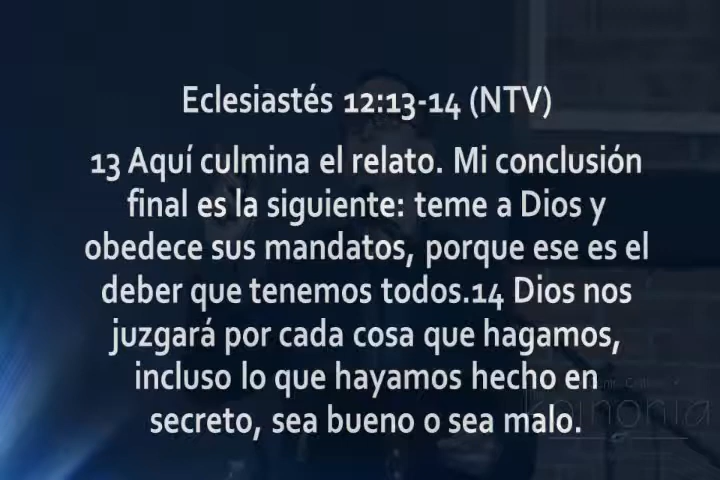 Eclesiastés 12:13-14 (NTV)
13 Aquí culmina el relato. Mi conclusión
final es la siguiente: teme a Dios y
obedece sus mandatos, porque ese es el
deber que tenemos todos.14 Dios nos
juzgará por cada cosa que hagamos,
incluso lo que hayamos hecho en
secreto, sea bueno o sea malo.
koinonia